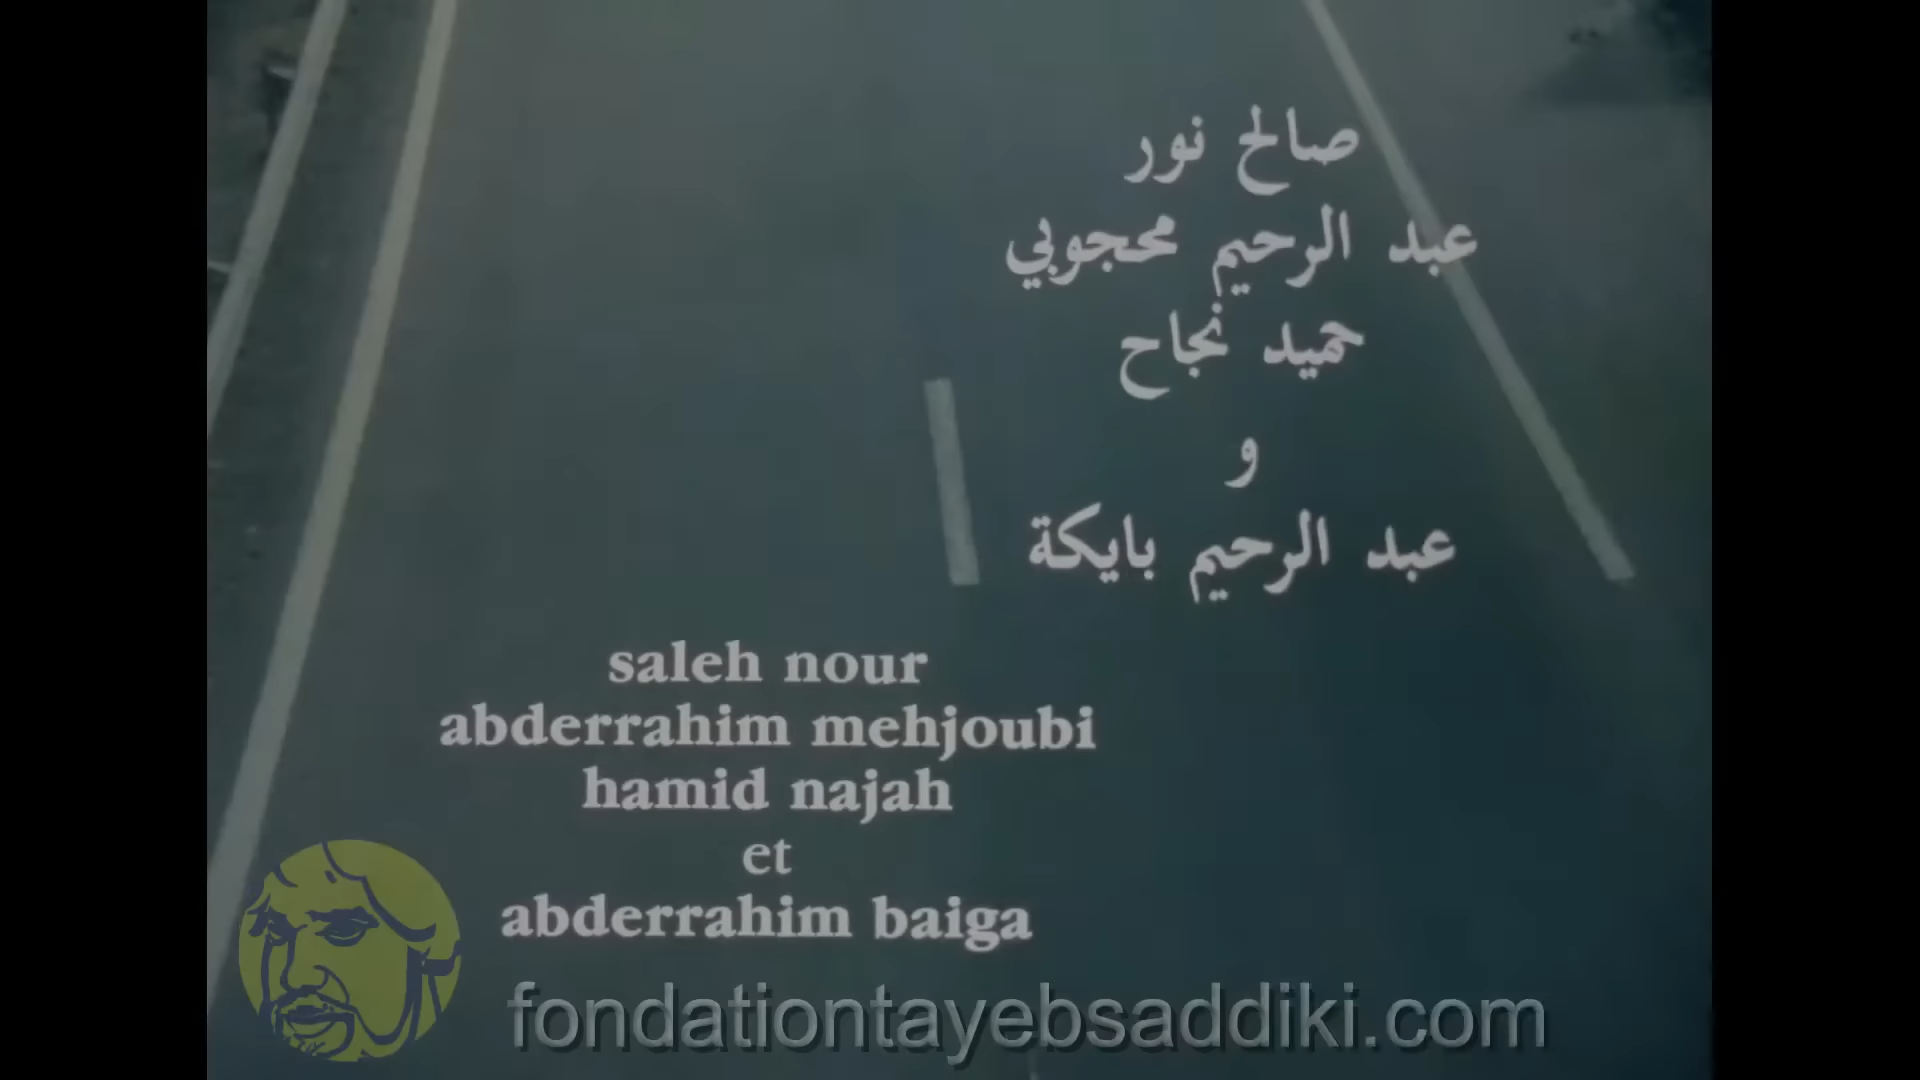 صالح نور
عبد الرحيم محجوبي
حميد نجاح
و
عبد الرحيم بايكة
saleh nour
abderrahim mehjoubi
hamid najah
et
abderrahim baiga
fondationtayebsaddiki.com